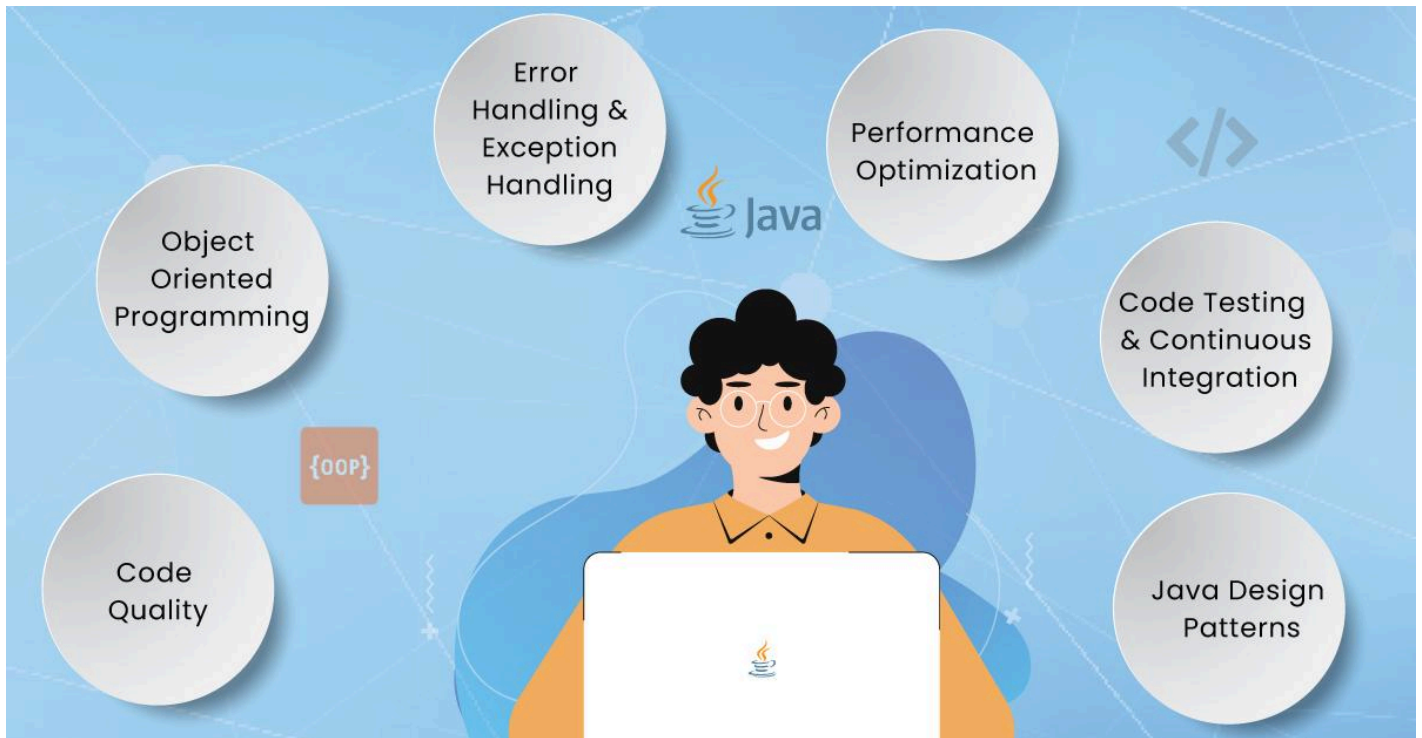 Error
Handling &
Exception
Handling
Performance
Optimization
</>
Java
Object
Oriented
Programming
Code Testing
& Continuous
Integration
{OOP}
Code
Quality
Java Design
Patterns